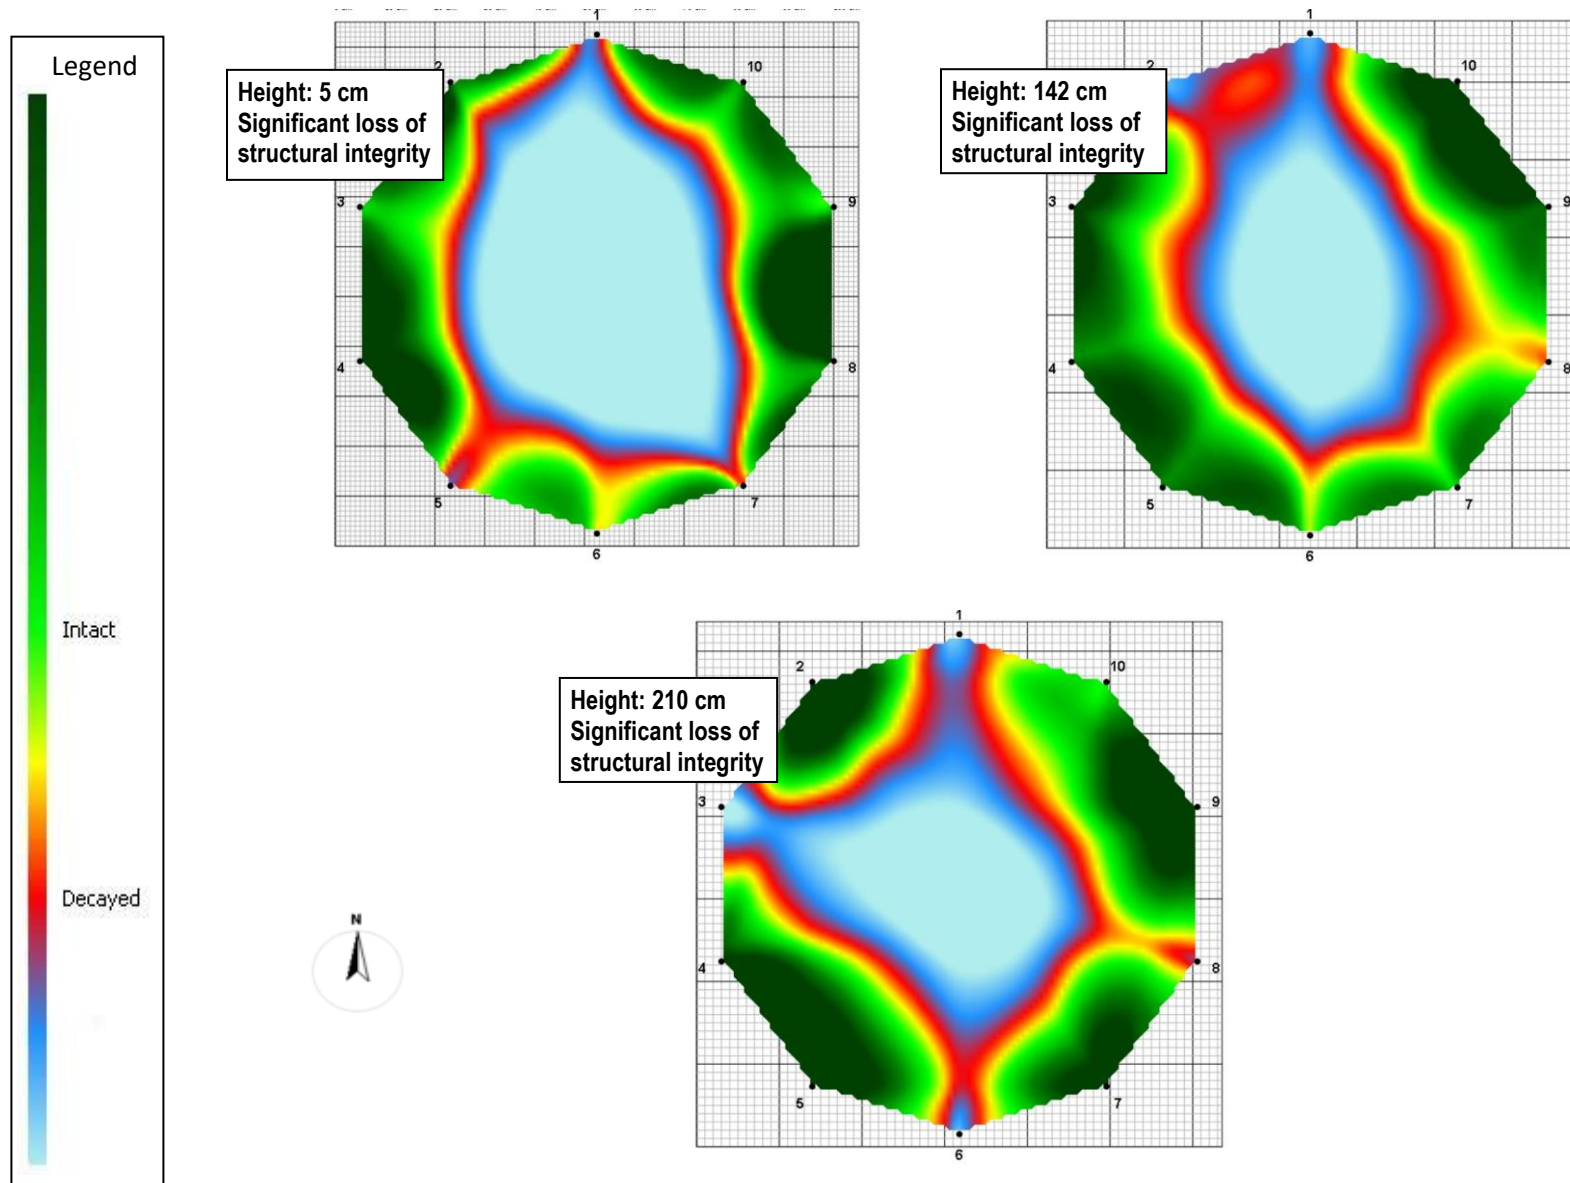 Legend
Intact
Decayed
N
Height: 5 cm
Significant loss of
structural integrity
1
2
3
4
5
6
7
8
9
10
Height: 142 cm
Significant loss of
structural integrity
1
2
3
4
5
6
7
8
9
10
Height: 210 cm
Significant loss of
structural integrity
1
2
3
4
5
6
7
8
9
10